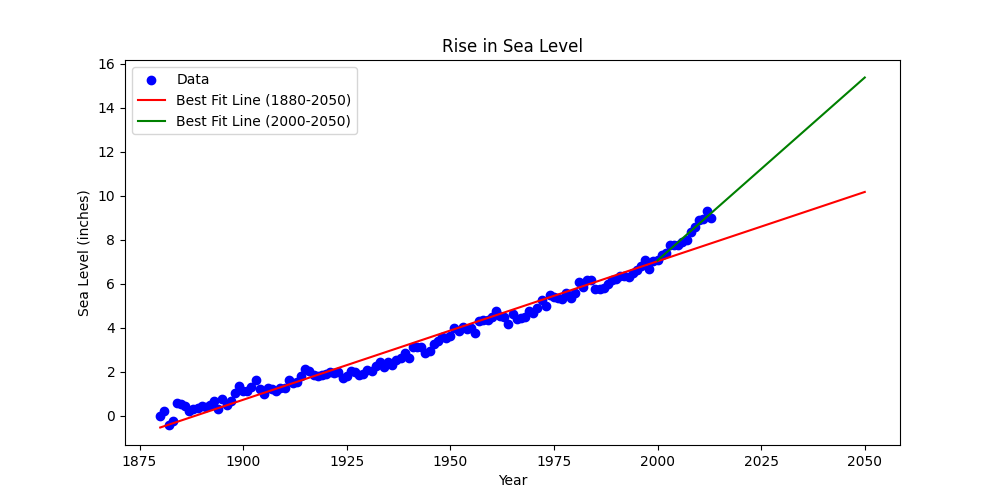 Rise in Sea Level
Data
Best Fit Line (1880-2050)
Best Fit Line (2000-2050)
Sea Level (inches)
16
14
12
10
8
6
4
2
0
1875
1900
1925
1950
1975
2000
2025
2050
Year